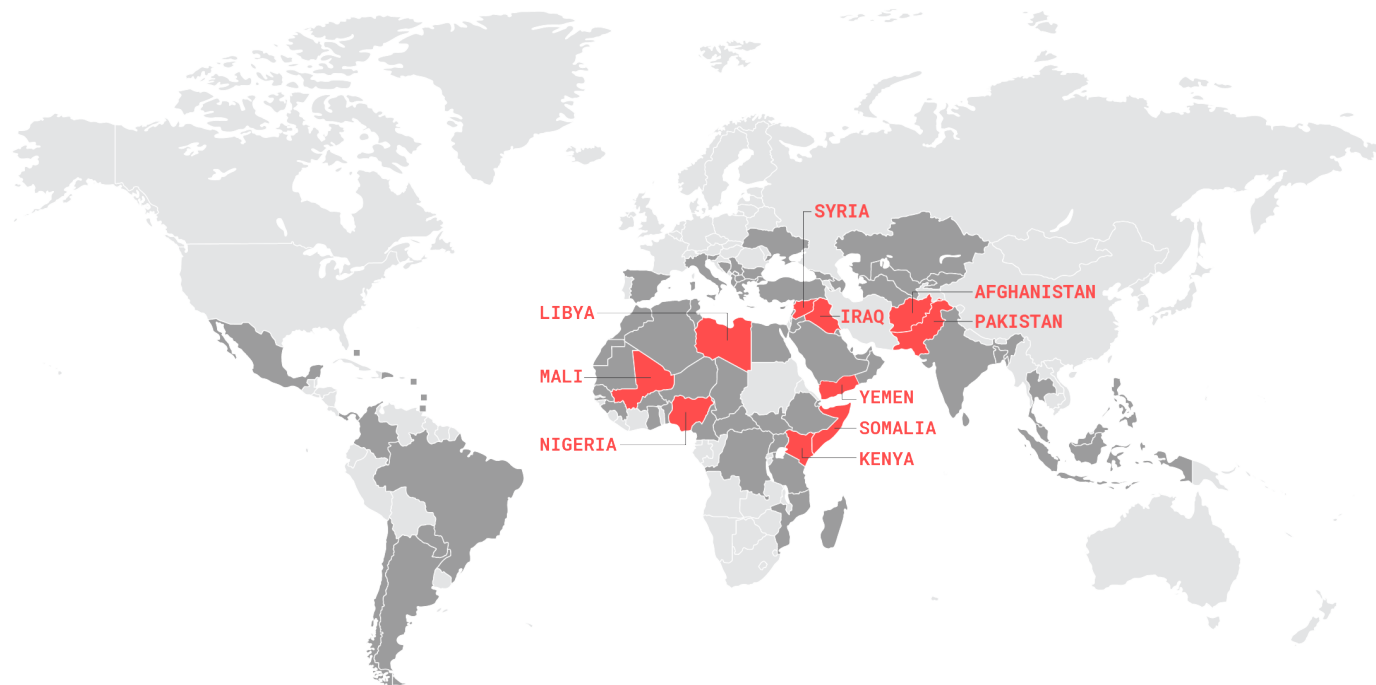 SYRIA
AFGHANISTAN
LIBYA
IRAQ
PAKISTAN
MALI
YEMEN
SOMALIA
NIGERIA
KENYA